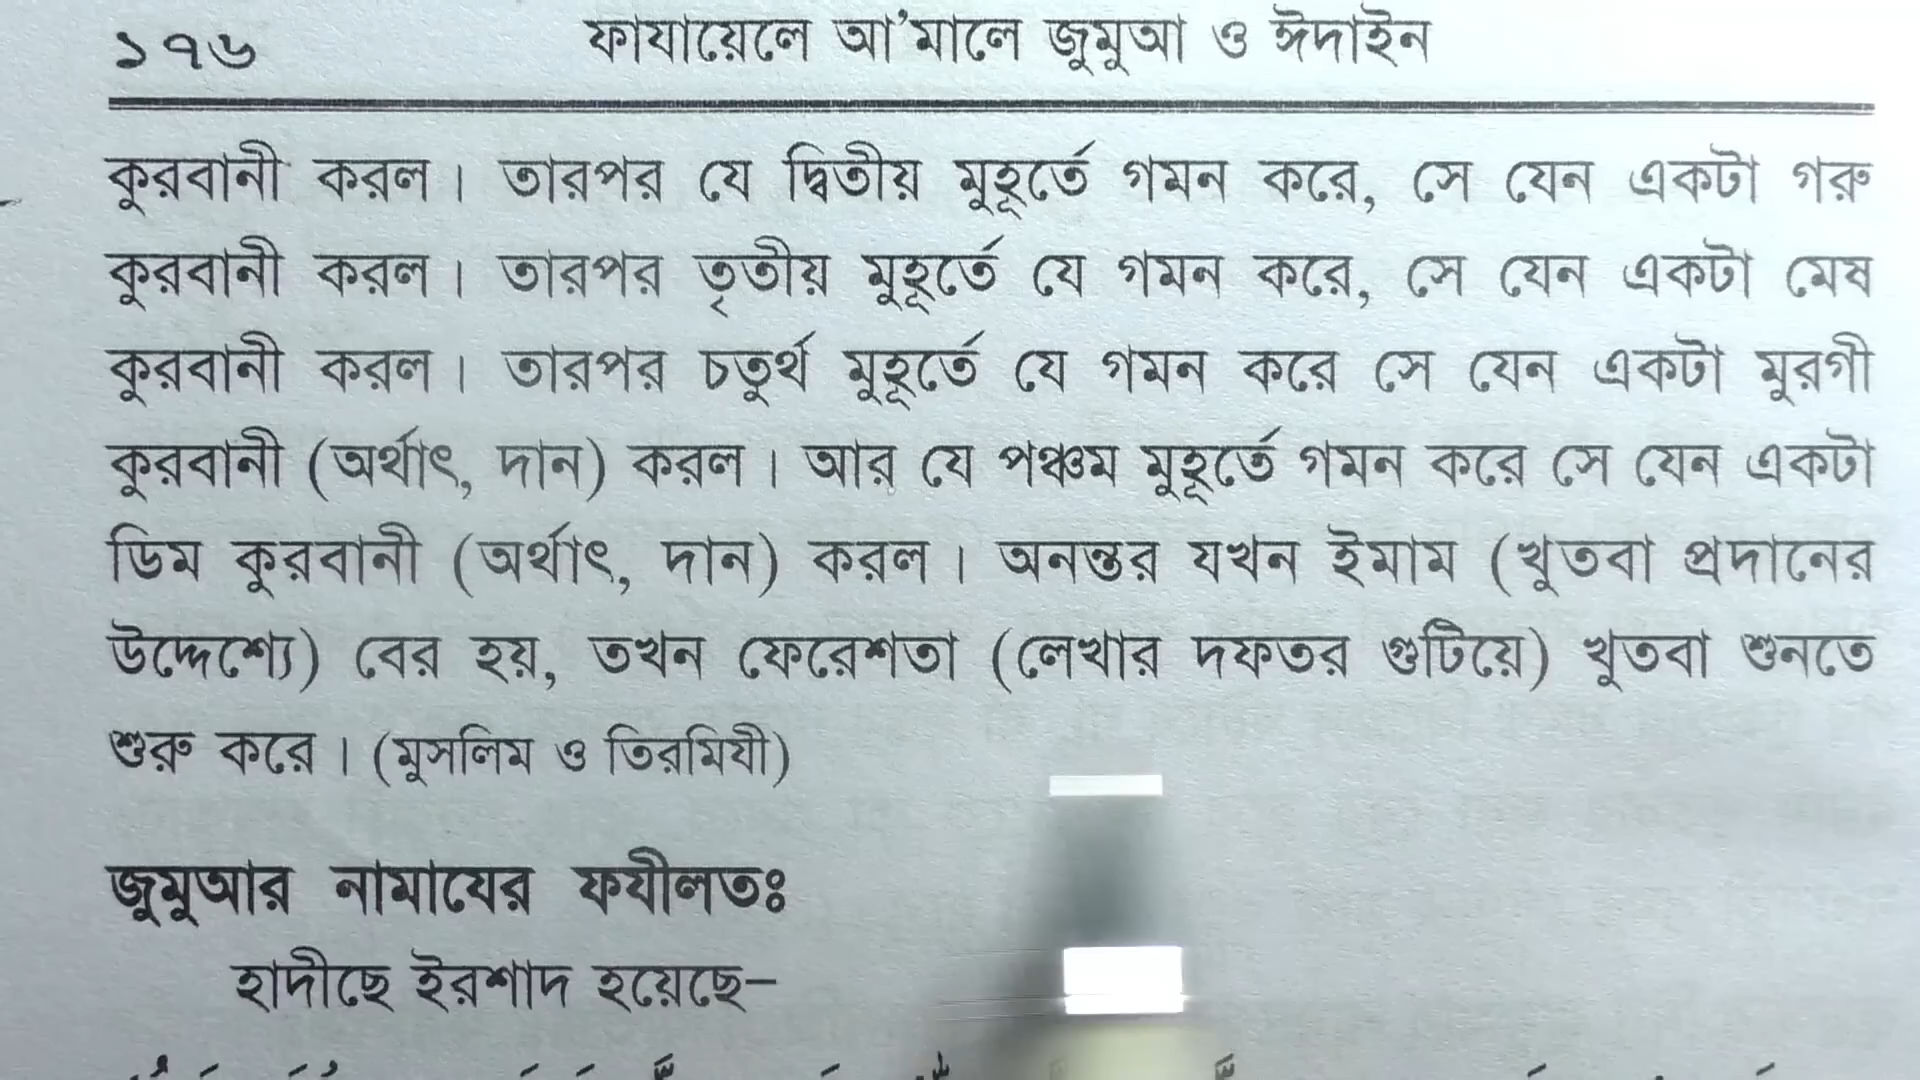 ১৭৬ ফাযায়েলে আ'মালে জুমুআ ও ঈদাইন
কুরবানী করল। তারপর যে দ্বিতীয় মুহূর্তে গমন করে, সে যেন একটা গরু
কুরবানী করল। তারপর তৃতীয় মুহূর্তে যে গমন করে, সে যেন একটা মেষ
কুরবানী করল। তারপর চতুর্থ মুহূর্তে যে গমন করে সে যেন একটা মুরগী
কুরবানী (অর্থাৎ, দান) করল। আর যে পঞ্চম মুহূর্তে গমন করে সে যেন একটা
ডিম কুরবানী (অর্থাৎ, দান) করল। অনন্তর যখন ইমাম (খুতবা প্রদানের
উদ্দেশ্যে) বের হয়, তখন ফেরেশতা (লেখার দফতর গুটিয়ে) খুতবা শুনতে
শুরু করে। (মুসলিম ও তিরমিযী)
জুমুআর নামাযের ফযীলতঃ
হাদীছে ইরশাদ হয়েছে–